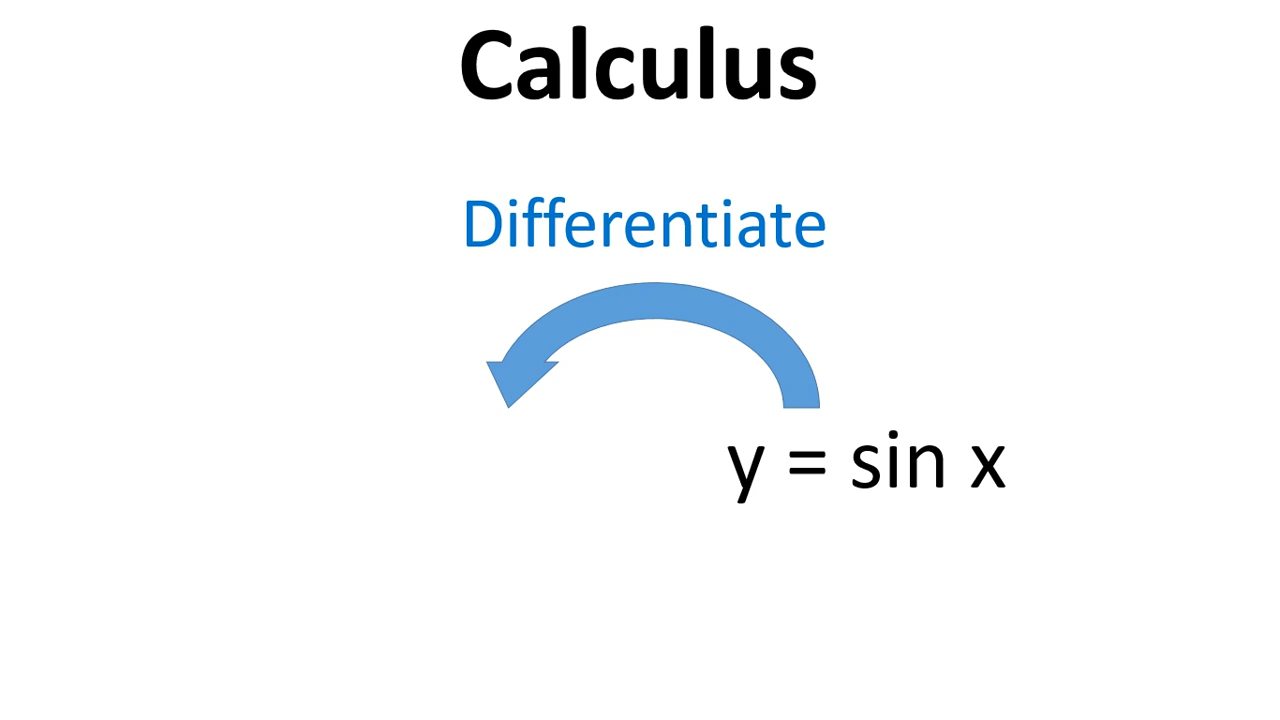 Calculus
Differentiate
y = sin x